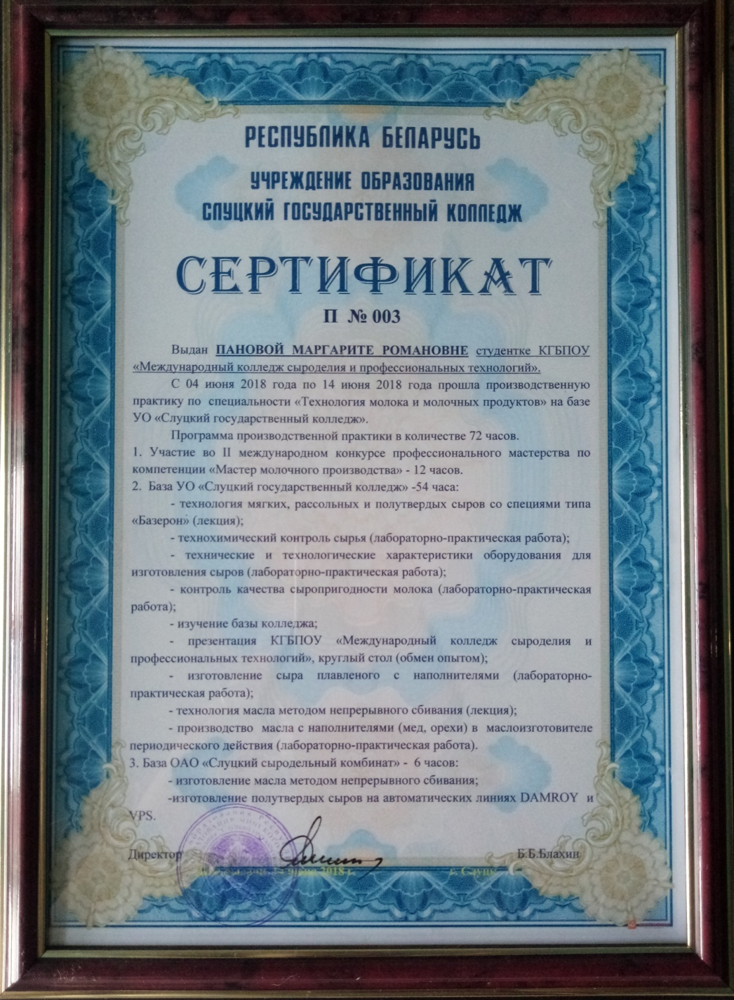 РЕСПУБЛИКА БЕЛАРУСЬ
УЧРЕЖДЕНИЕ ОБРАЗОВАНИЯ
СЛУЦКИЙ ГОСУДАРСТВЕННЫЙ КОЛЛЕДЖ
СЕРТИФИКАТ
П № 003
Выдан ПАНОВОЙ МАРГАРИТЕ РОМАНОВНЕ студентке КГБПОУ
«Международный колледж сыроделия и профессиональных технологий».
С 04 июня 2018 года по 14 июня 2018 года прошла производственную
практику по специальности «Технология молока и молочных продуктов» на базе
УО «Слуцкий государственный колледж».
Программа производственной практики в количестве 72 часов.
1. Участие во II международном конкурсе профессионального мастерства по
компетенции «Мастер молочного производства» - 12 часов.
2. База УО «Слуцкий государственный колледж» -54 часа:
- технология мягких, рассольных и полутвердых сыров со специями типа
«Базерон» (лекция);
- технохимический контроль сырья (лабораторно-практическая работа);
- технические и технологические характеристики оборудования для
изготовления сыров (лабораторно-практическая работа);
- контроль качества сыропригодности молока (лабораторно-практическая
работа);
- изучение базы колледжа;
- презентация КГБПОУ «Международный колледж сыроделия и
профессиональных технологий», круглый стол (обмен опытом);
- изготовление сыра плавленого с наполнителями (лабораторно-
практическая работа);
- технология масла методом непрерывного сбивания (лекция);
- производство масла с наполнителями (мед, орехи) в маслоизготовителе
периодического действия (лабораторно-практическая работа).
3. База ОАО «Слуцкий сыродельный комбинат» - 6 часов:
- изготовление масла методом непрерывного сбивания;
-изготовление полутвердых сыров на автоматических линиях DAMROY и
VPS.
Директор Б.Б.Блахин
2018 г. г. Слуцк